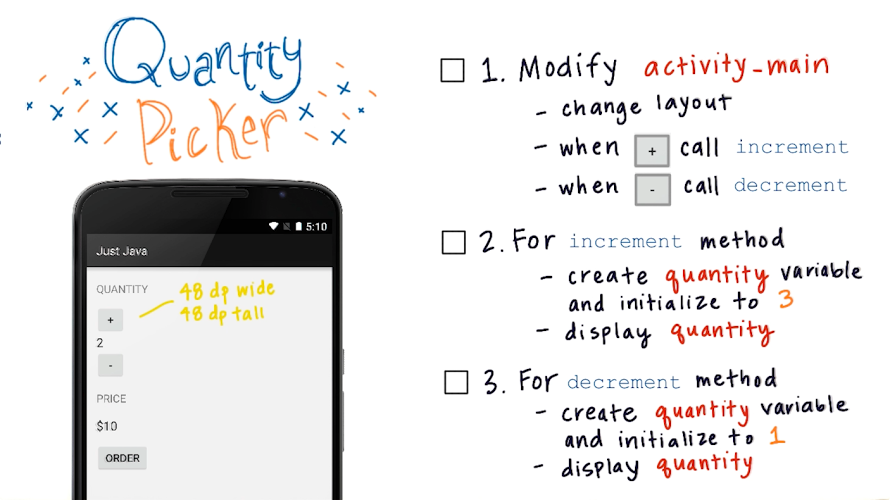 Quantity
Picker
5:10
Just Java
QUANTITY
+
2
-
PRICE
$10
ORDER
48 dp wide
48 dp tall
1. Modify activity_main
- change layout
- when + call increment
- when - call decrement
2. For increment method
- create quantity variable
and initialize to 3
- display quantity
3. For decrement method
- create quantity variable
and initialize to 1
- display quantity